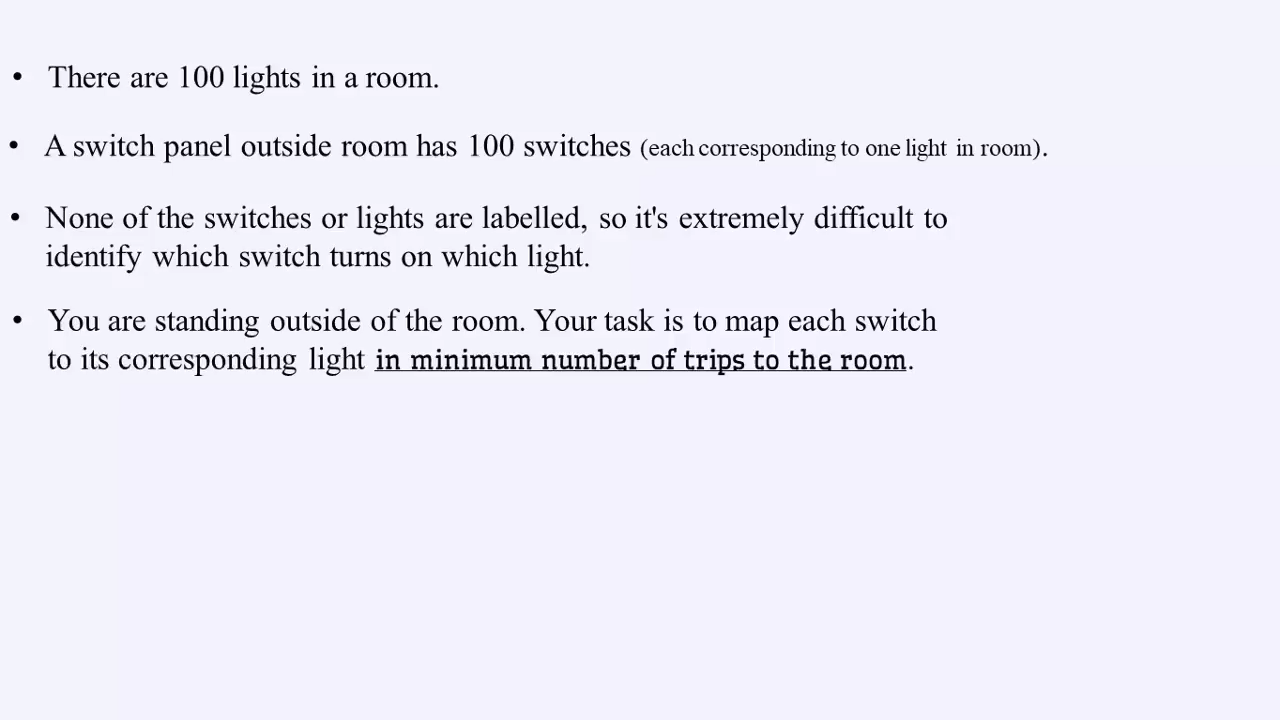 • There are 100 lights in a room.
• A switch panel outside room has 100 switches (each corresponding to one light in room).
• None of the switches or lights are labelled, so it's extremely difficult to
identify which switch turns on which light.
• You are standing outside of the room. Your task is to map each switch
to its corresponding light in minimum number of trips to the room.